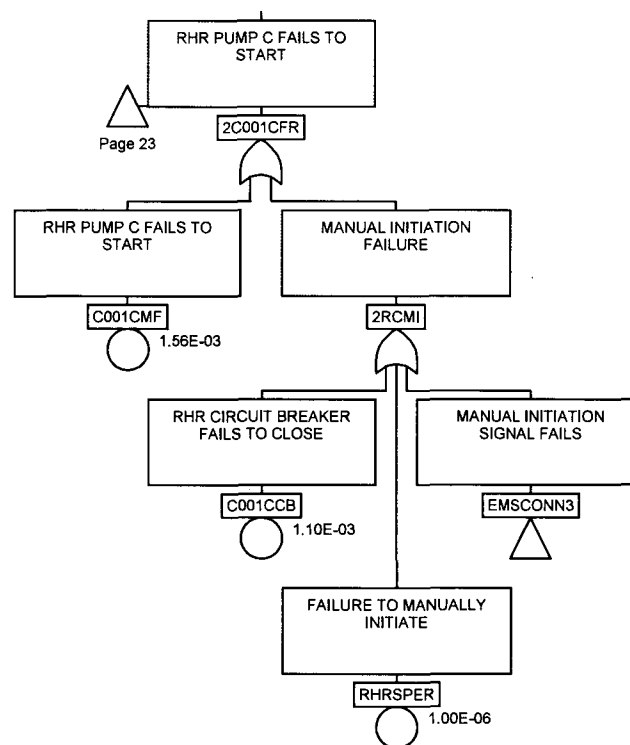 RHR PUMP C FAILS TO
START
Page 23
2C001CFR
RHR PUMP C FAILS TO
START
MANUAL INITIATION
FAILURE
C001CMF
1.56E-03
2RCMI
RHR CIRCUIT BREAKER
FAILS TO CLOSE
MANUAL INITIATION
SIGNAL FAILS
C001CCB
1.10E-03
EMSCONN3
FAILURE TO MANUALLY
INITIATE
RHRSPER
1.00E-06